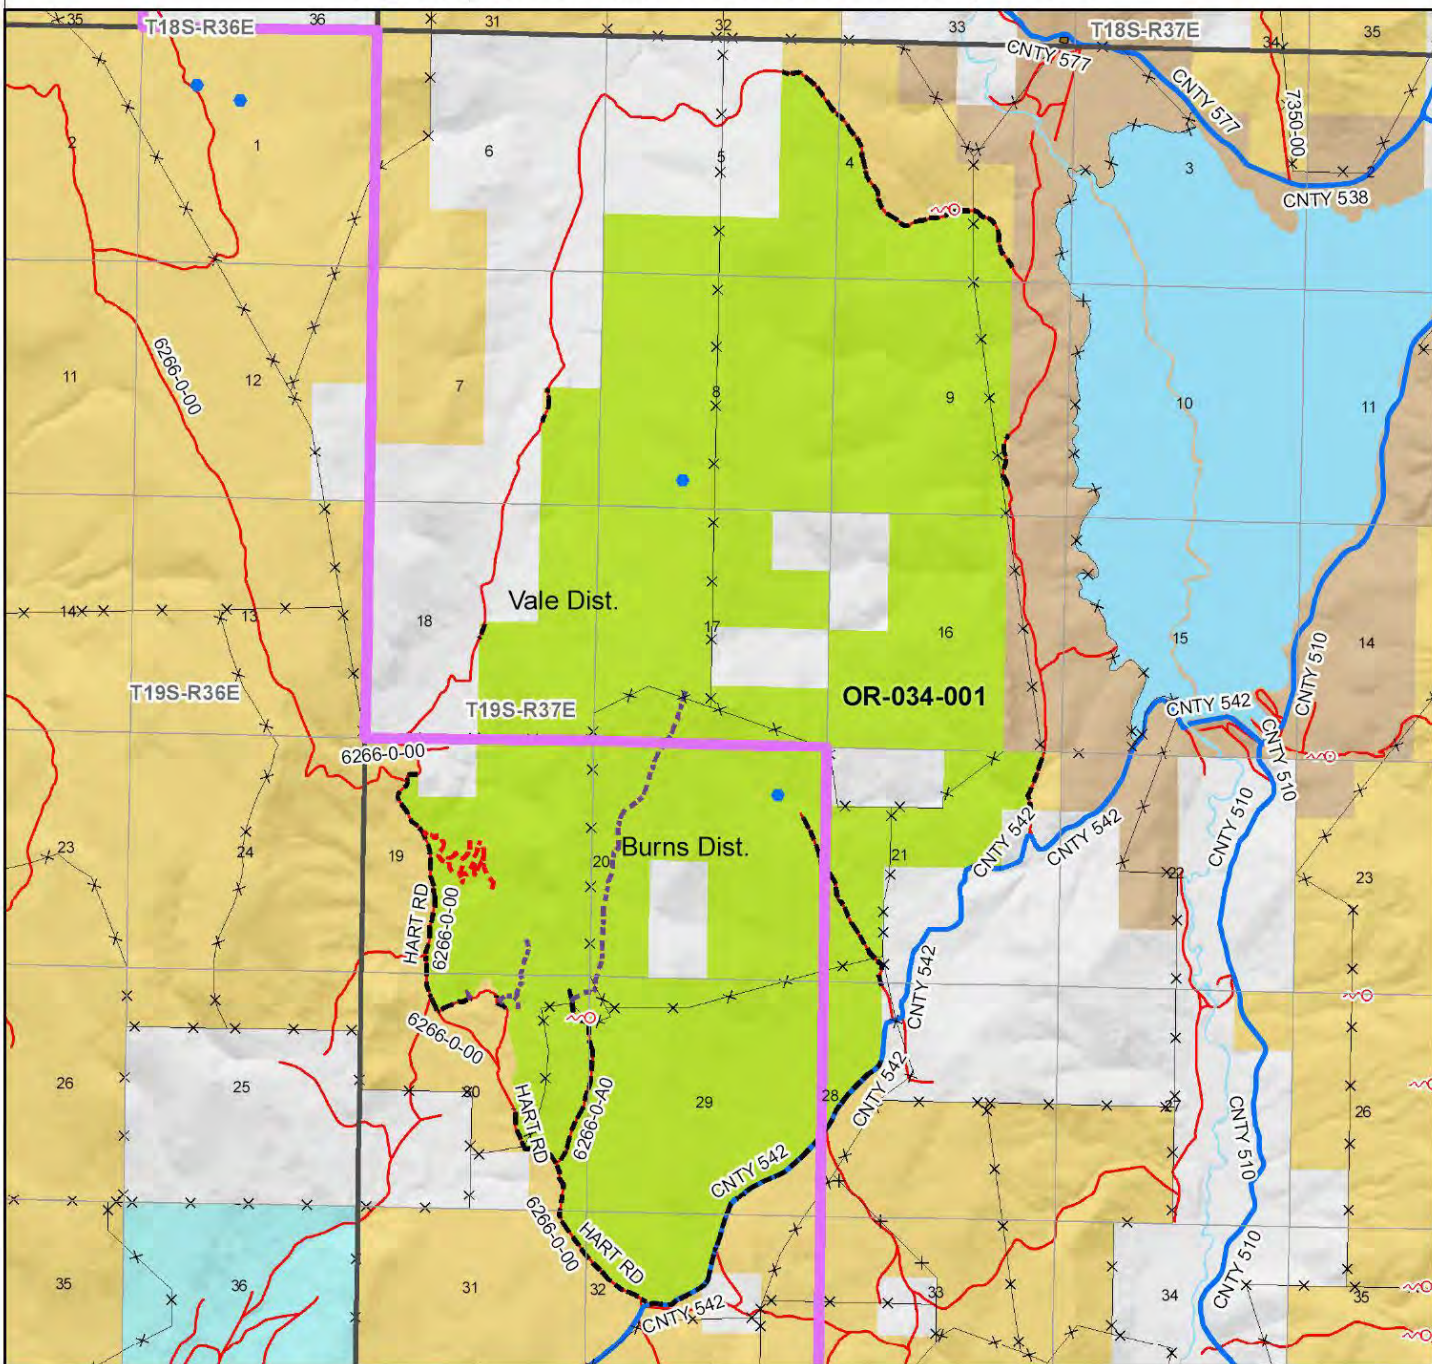 35
36
31
32
33
34
35
T18S-R36E
T18S-R37E
CNTY 577
CNTY 577
7350-00
2
1
6
5
4
3
2
CNTY 538
11
6266-0-00
12
7
8
9
10
11
14
13
18
Vale Dist.
17
16
15
14
CNTY 510
T19S-R36E
T19S-R37E
OR-034-001
CNTY 542
CNTY 510
6266-0-00
23
24
19
20
Burns Dist.
21
CNTY 542
CNTY 542
22
CNTY 510
23
HART RD
6266-0-00
CNTY 542
6266-0-00
26
25
30
HART RD
6266-0-A0
29
28
CNTY 542
27
CNTY 510
26
CNTY 542
6266-0-00
HART RD
35
36
31
32
CNTY 542
33
34
CNTY 510
35